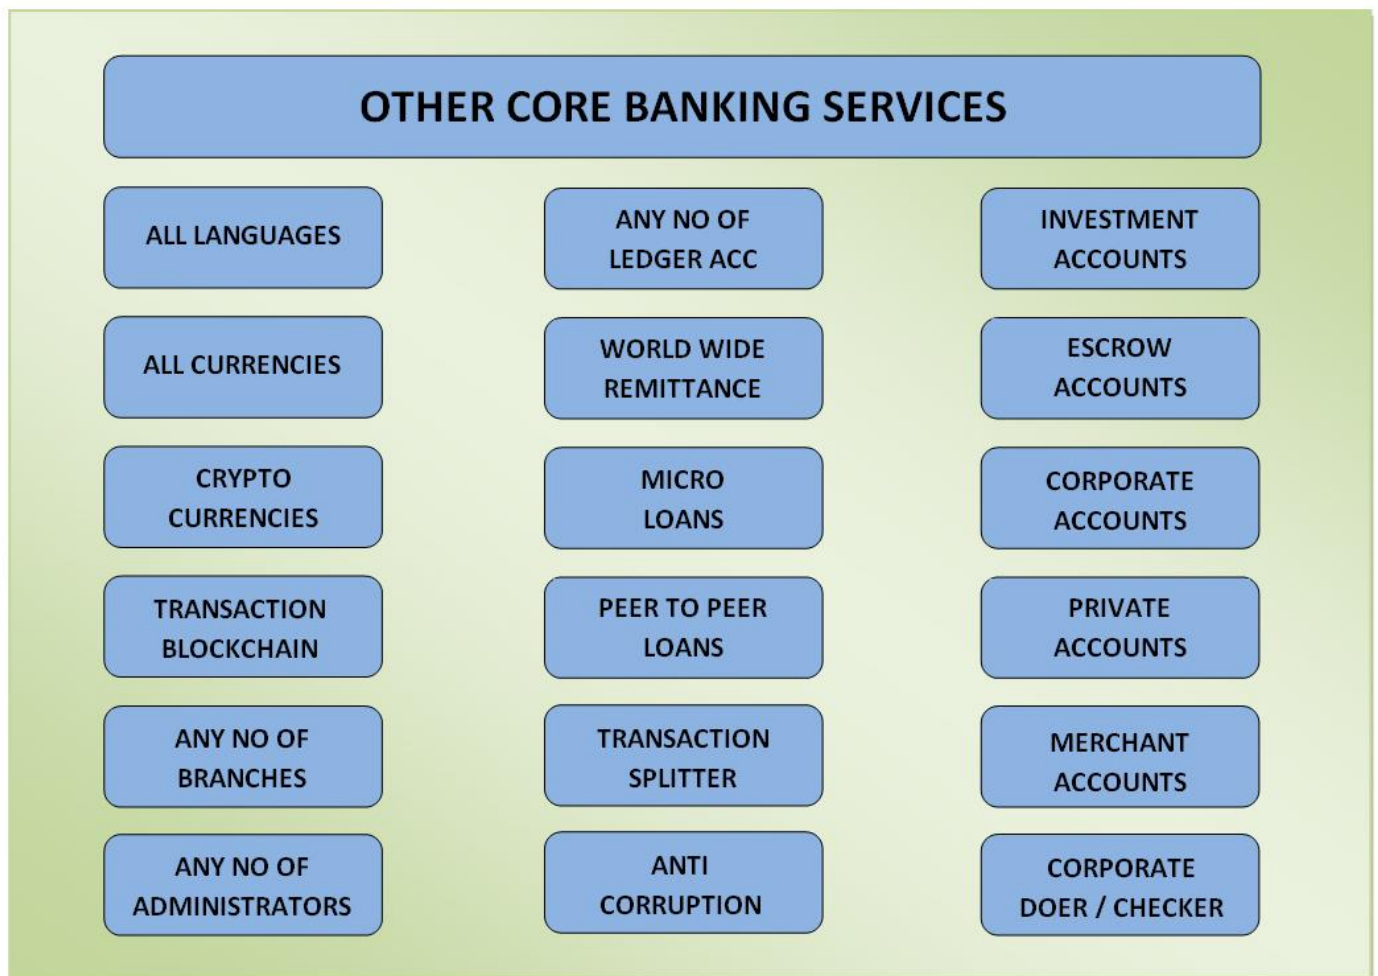 OTHER CORE BANKING SERVICES
ALL LANGUAGES
ANY NO OF
LEDGER ACC
INVESTMENT
ACCOUNTS
ALL CURRENCIES
WORLD WIDE
REMITTANCE
ESCROW
ACCOUNTS
CRYPTO
CURRENCIES
MICRO
LOANS
CORPORATE
ACCOUNTS
TRANSACTION
BLOCKCHAIN
PEER TO PEER
LOANS
PRIVATE
ACCOUNTS
ANY NO OF
BRANCHES
TRANSACTION
SPLITTER
MERCHANT
ACCOUNTS
ANY NO OF
ADMINISTRATORS
ANTI
CORRUPTION
CORPORATE
DOER / CHECKER